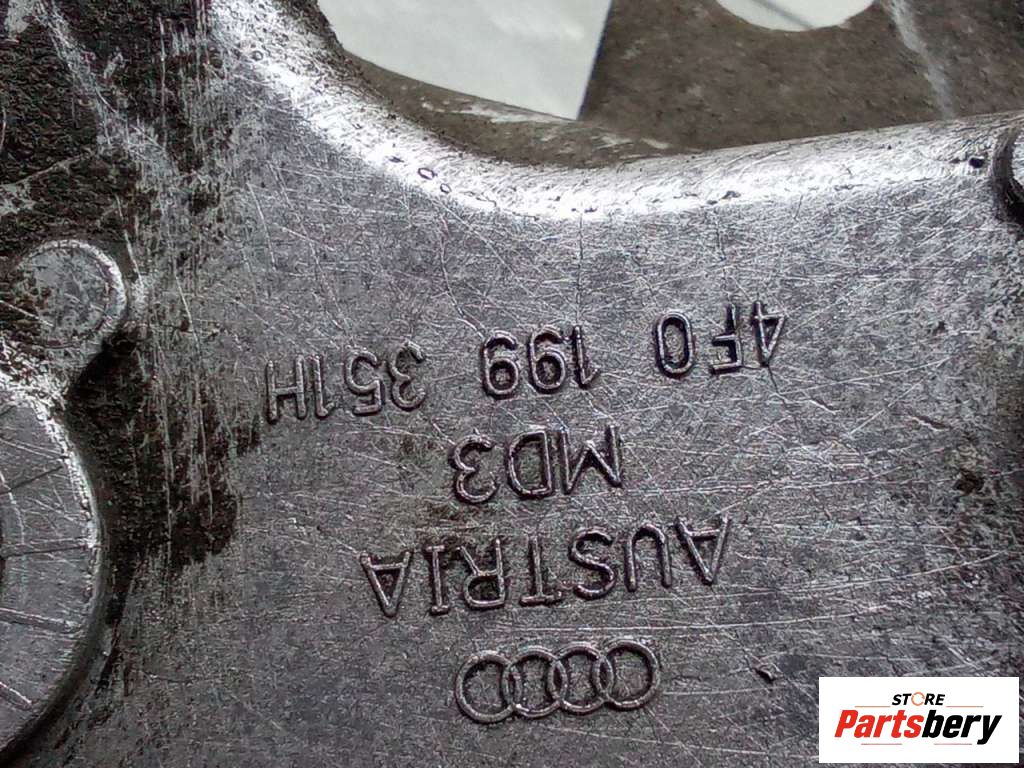 4F0 199 351H
MD3
AUSTRIA
STORE
Partsbery